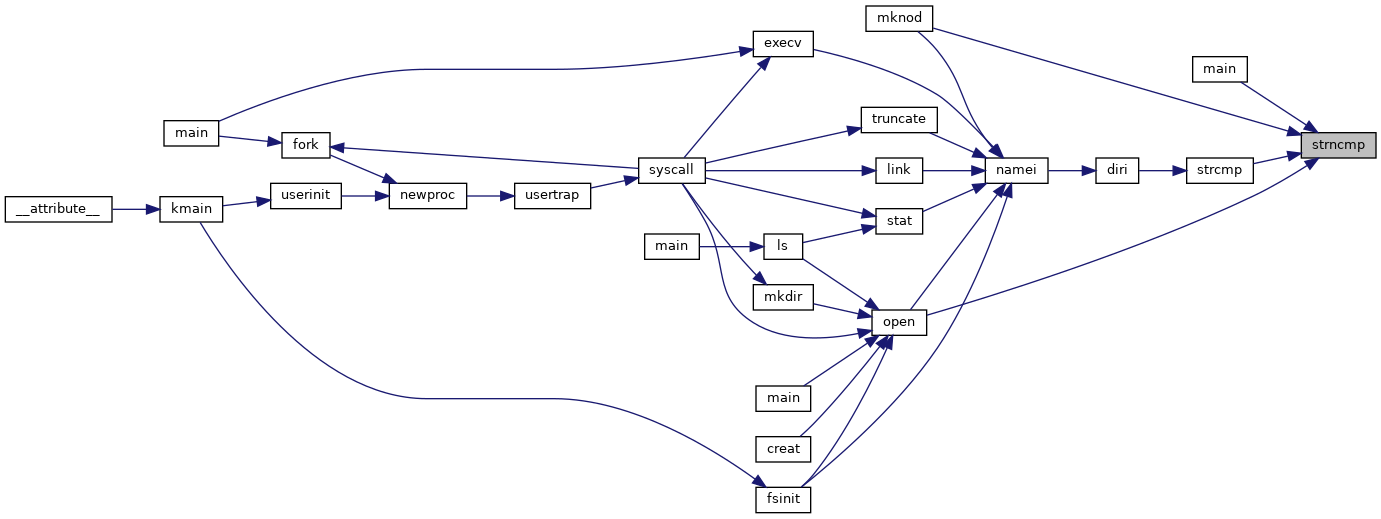 mknod
execv
main
truncate
main
fork
strncmp
syscall
link
namei
diri
strcmp
userinit
newproc
usertrap
__attribute__
kmain
stat
main
ls
mkdir
open
main
creat
fsinit